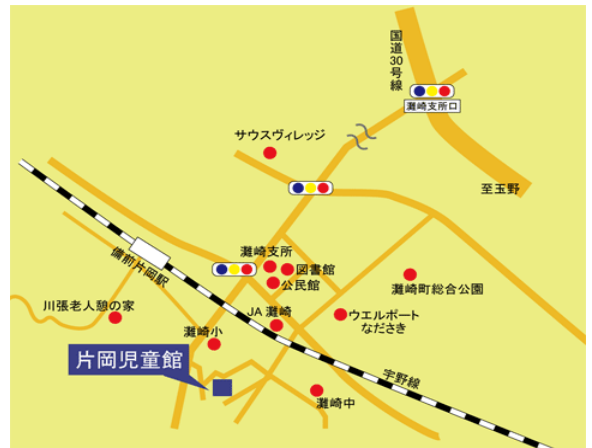 国道30号線
灘崎支所口
サウスヴィレッジ
至玉野
備前片岡駅
灘崎支所
図書館
公民館
灘崎町総合公園
川張老人憩の家
灘崎小
JA 灘崎
ウエルポート
なださき
片岡児童館
宇野線
灘崎中